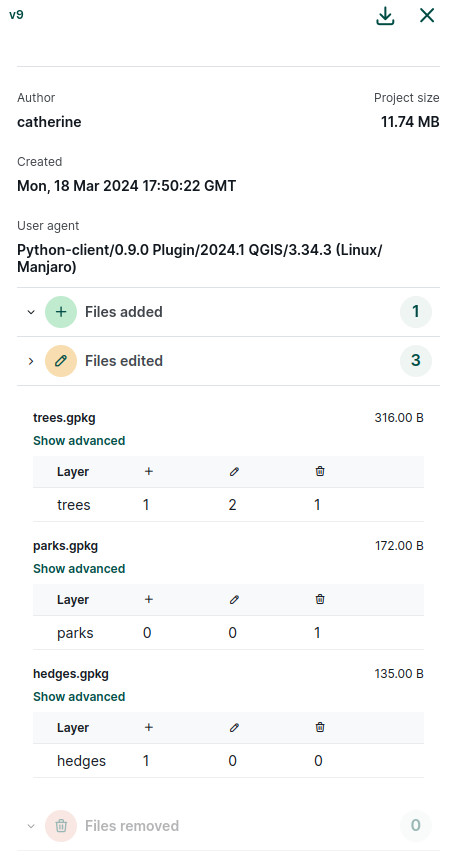 v9
Author Project size
catherine 11.74 MB
Created
Mon, 18 Mar 2024 17:50:22 GMT
User agent
Python-client/0.9.0 Plugin/2024.1 QGIS/3.34.3 (Linux/
Manjaro)
Files added 1
Files edited 3
trees.gpkg 316.00 B
Show advanced
Layer +
trees 1 2 1
parks.gpkg 172.00 B
Show advanced
Layer +
parks 0 0 1
hedges.gpkg 135.00 B
Show advanced
Layer +
hedges 1 0 0
Files removed 0